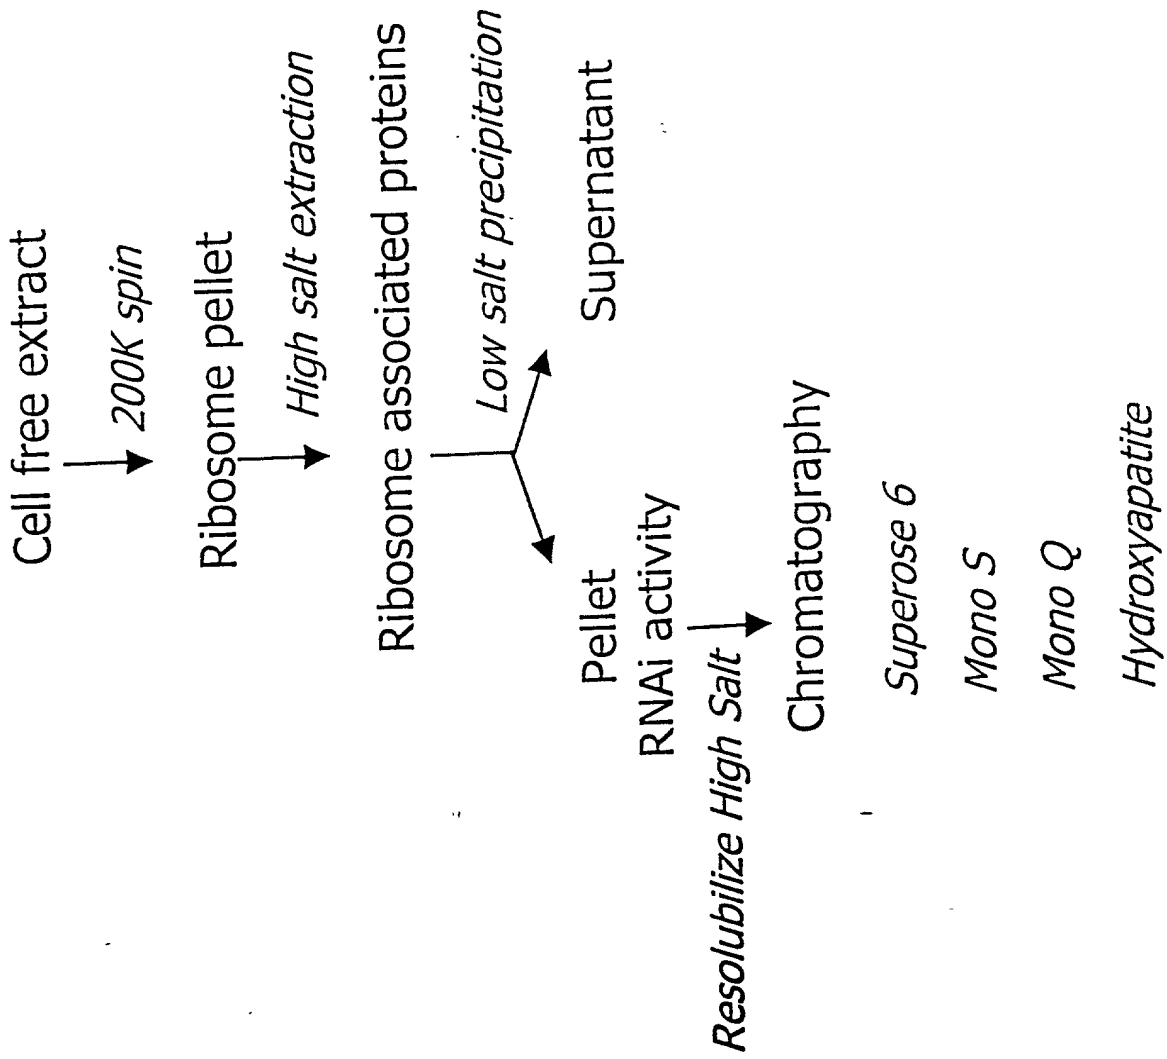 Cell free extract
200K spin
Ribosome pellet
High salt extraction
Ribosome associated proteins
Low salt precipitation
Pellet
RNAi activity
Supernatant
Resolubilize High Salt
Chromatography
Superose 6
Mono S
Mono Q
Hydroxyapatite